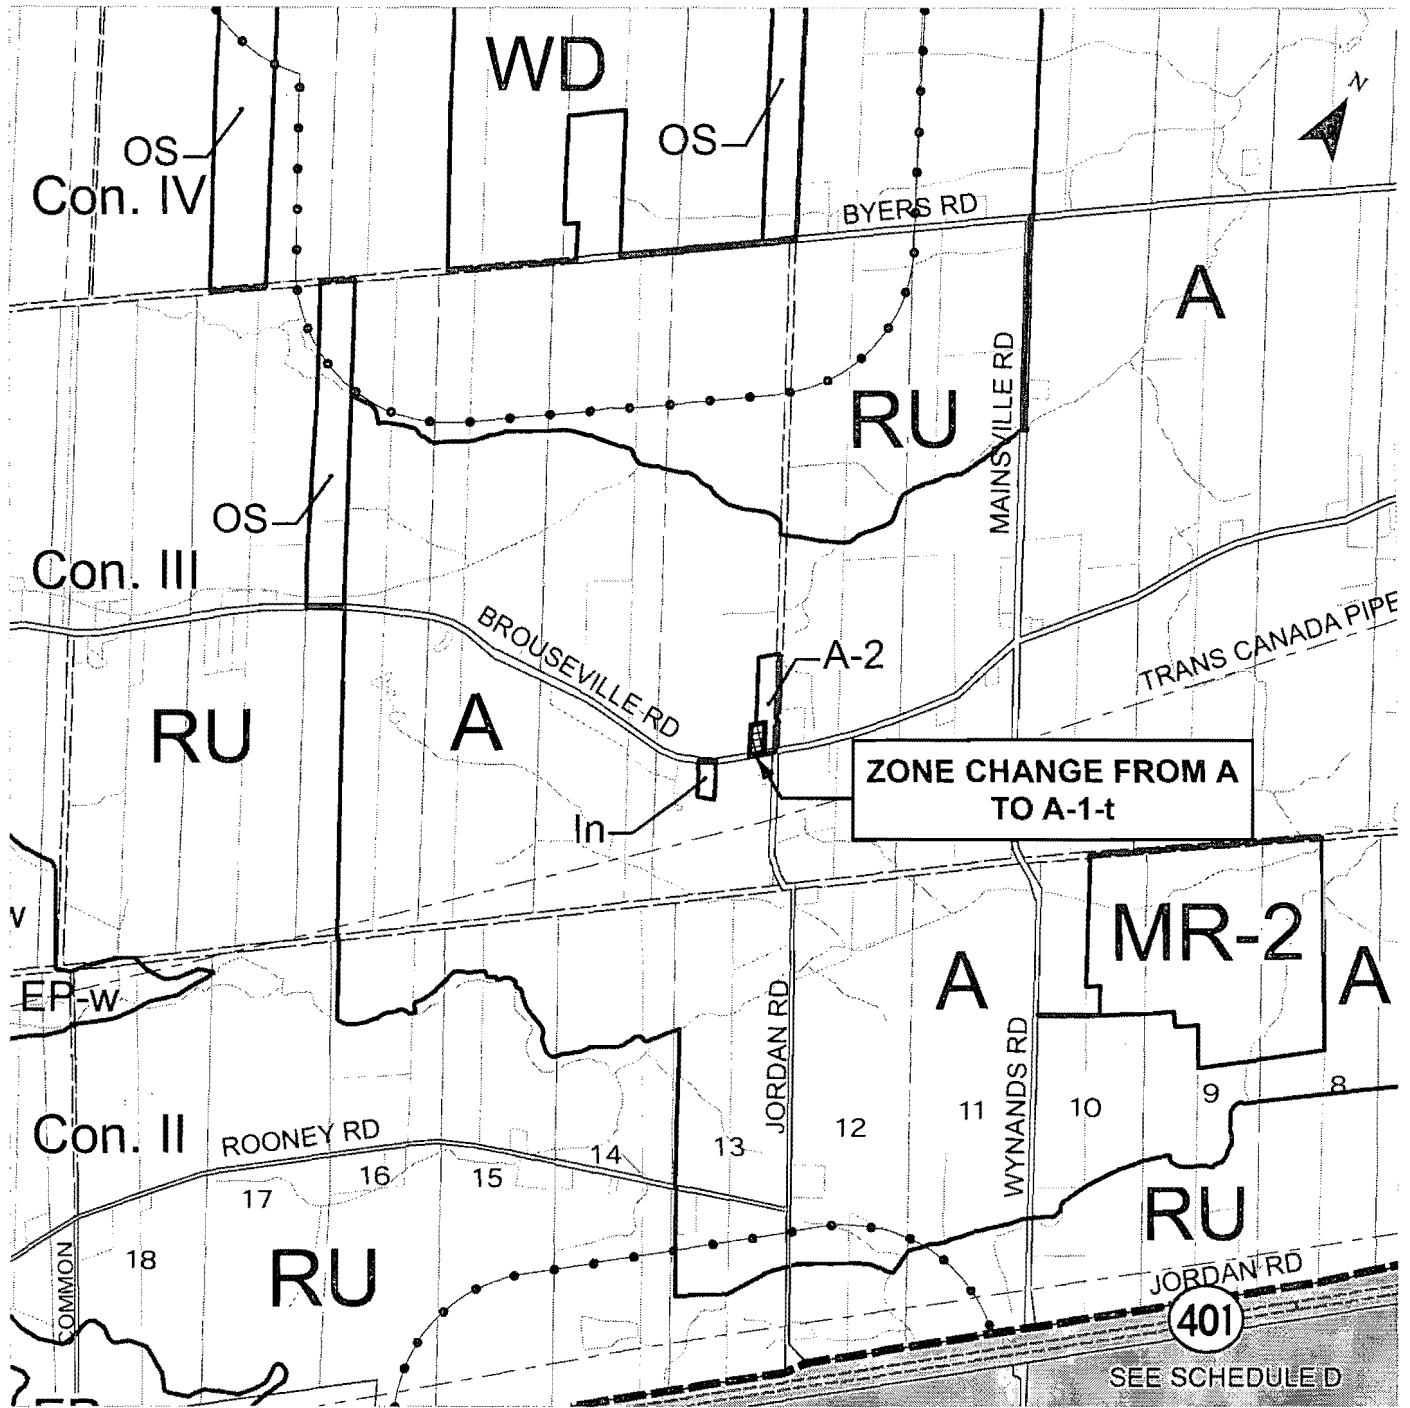 WD
N
OS
OS
Con. IV
BYERS RD
A
MAINSVILLE RD
RU
OS
Con. III
BROUSEVILLE RD
A-2
TRANS CANADA PIPE
RU
A
ZONE CHANGE FROM A
TO A-1-t
In
MR-2
A
A
EP-w
JORDAN RD
WYNANDS RD
8
9
10
11
12
13
14
15
16
17
18
Con. II
ROONEY RD
RU
RU
COMMON
JORDAN RD
401
SEE SCHEDULE D